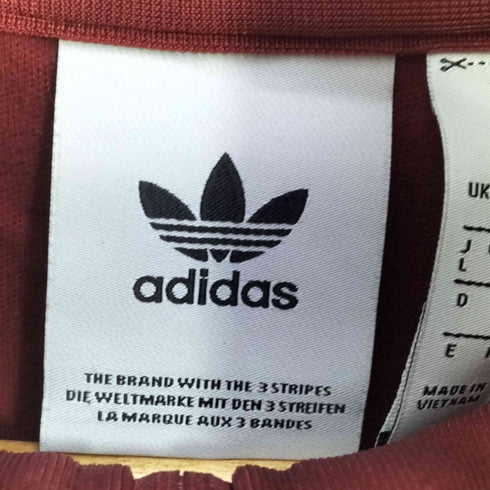 adidas
THE BRAND WITH THE 3 STRIPES
DIE WELTMARKE MIT DEN 3 STREIFEN
LA MARQUE AUX 3 BANDES
UK
J
L
D
E
MADE IN
VIETNAM